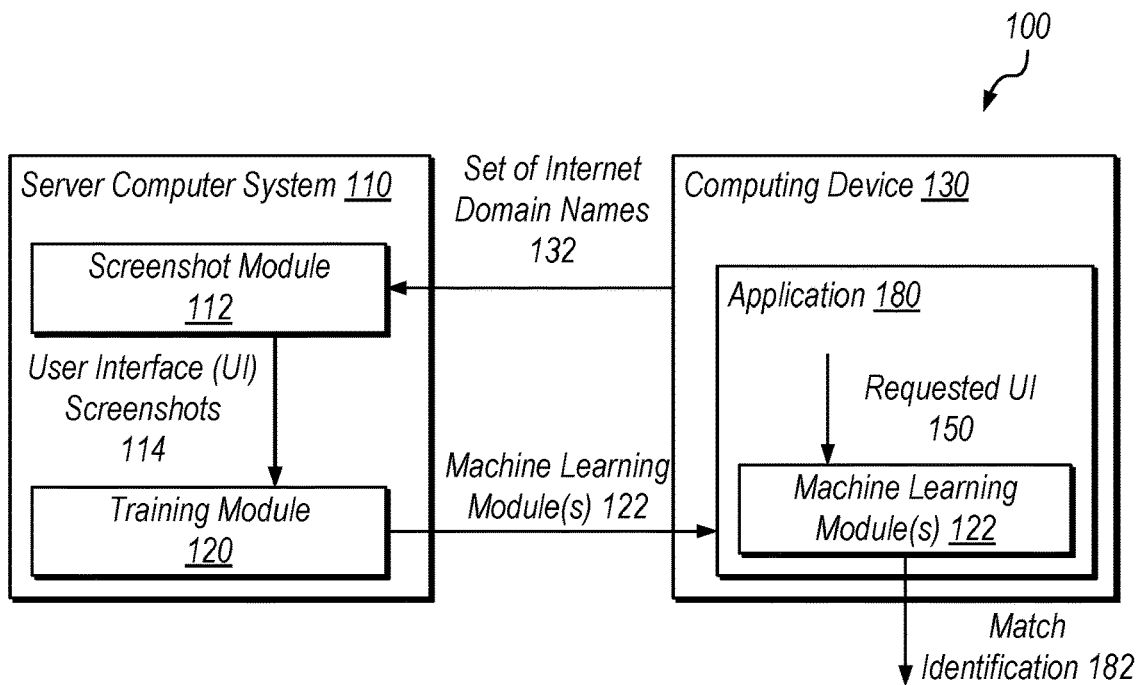 100
Server Computer System 110
Screenshot Module
112
User Interface (UI)
Screenshots
114
Training Module
120
Set of Internet
Domain Names
132
Machine Learning
Module(s) 122
Computing Device 130
Application 180
Requested UI
150
Machine Learning
Module(s) 122
Match
Identification 182